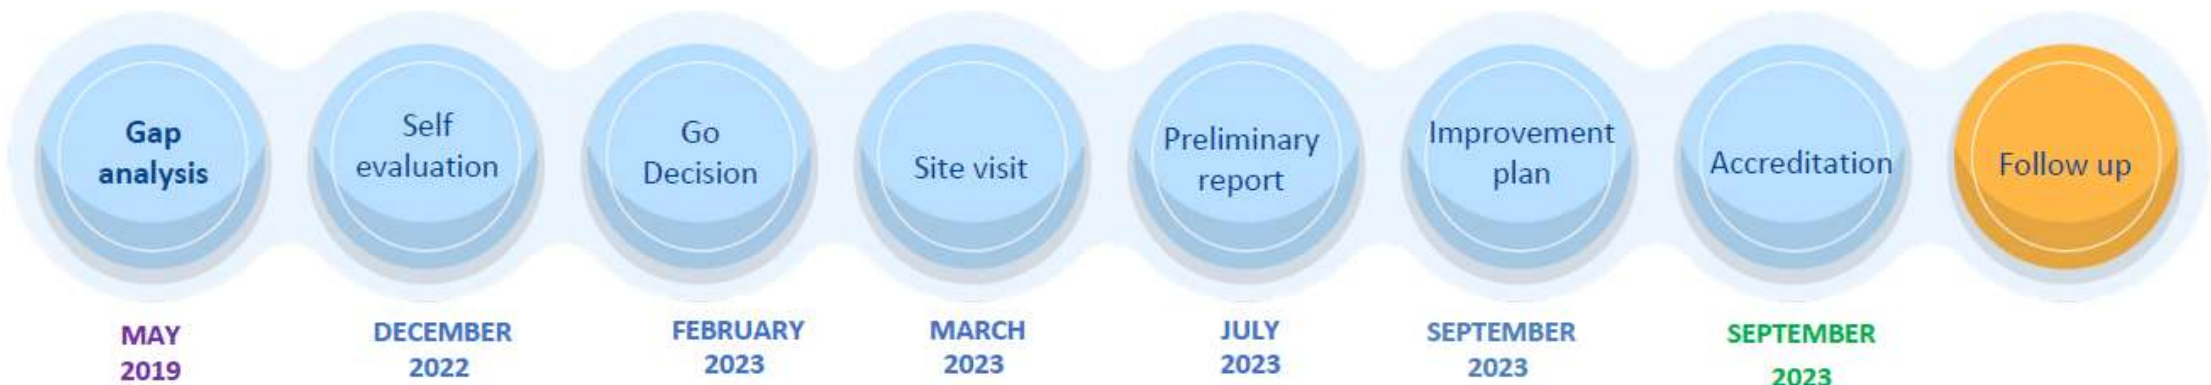 Gap
analysis
Self
evaluation
Go
Decision
Site visit
Preliminary
report
Improvement
plan
Accreditation
Follow up
MAY
2019
DECEMBER
2022
FEBRUARY
2023
MARCH
2023
JULY
2023
SEPTEMBER
2023
SEPTEMBER
2023